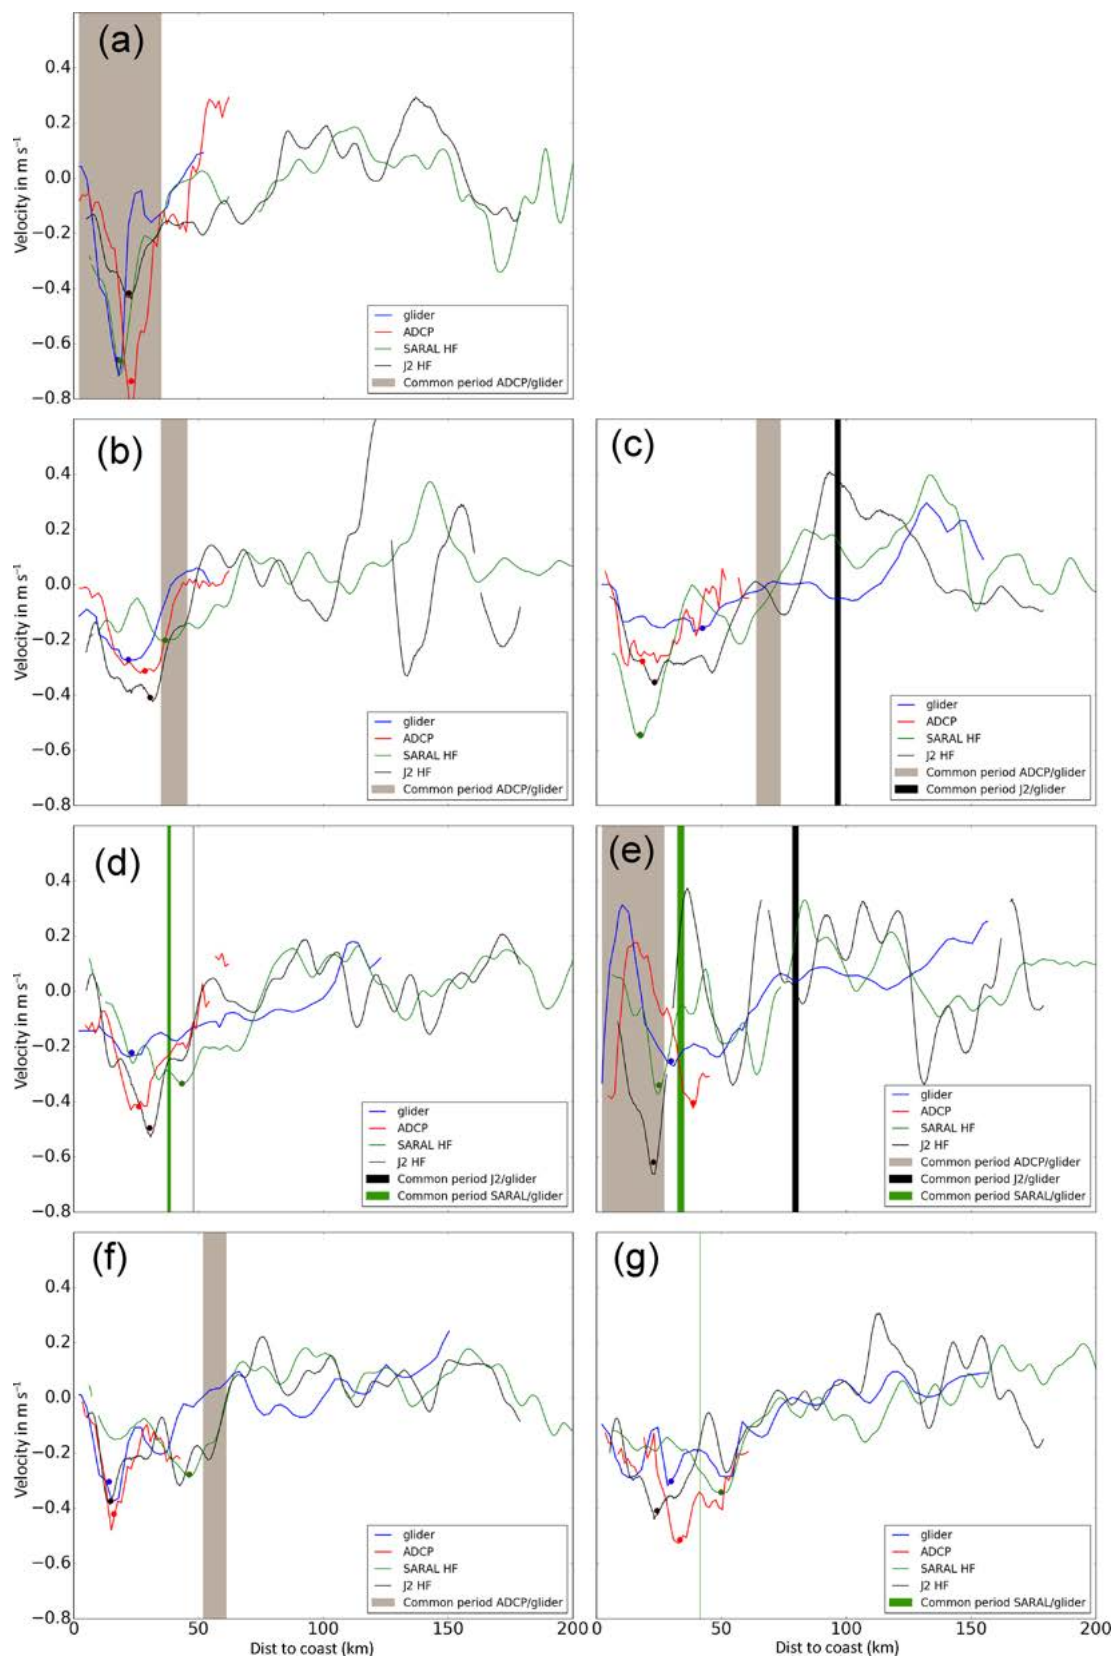 (a)
0.4
0.2
0.0
−0.2
−0.4
−0.6
−0.8
Velocity in m s⁻¹
glider
ADCP
SARAL HF
J2 HF
Common period ADCP/glider
(b)
0.4
0.2
0.0
−0.2
−0.4
−0.6
−0.8
Velocity in m s⁻¹
glider
ADCP
SARAL HF
J2 HF
Common period ADCP/glider
(c)
glider
ADCP
SARAL HF
J2 HF
Common period ADCP/glider
Common period J2/glider
(d)
0.4
0.2
0.0
−0.2
−0.4
−0.6
−0.8
Velocity in m s⁻¹
glider
ADCP
SARAL HF
J2 HF
Common period J2/glider
Common period SARAL/glider
(e)
glider
ADCP
SARAL HF
J2 HF
Common period ADCP/glider
Common period J2/glider
Common period SARAL/glider
(f)
0.4
0.2
0.0
−0.2
−0.4
−0.6
−0.8
Velocity in m s⁻¹
glider
ADCP
SARAL HF
J2 HF
Common period ADCP/glider
0 50 100 150 200
Dist to coast (km)
(g)
glider
ADCP
SARAL HF
J2 HF
Common period SARAL/glider
50 100 150 200
Dist to coast (km)